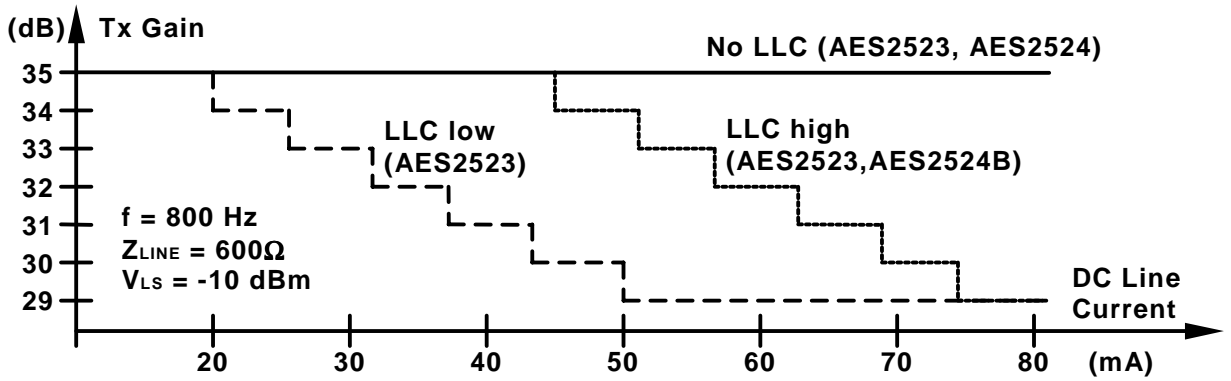 (dB) Tx Gain
No LLC (AES2523, AES2524)
35
34
33
32
31
30
29
LLC low
(AES2523)
LLC high
(AES2523,AES2524B)
f = 800 Hz
ZLINE = 600Ω
VLS = -10 dBm
DC Line
Current
20 30 40 50 60 70 80 (mA)